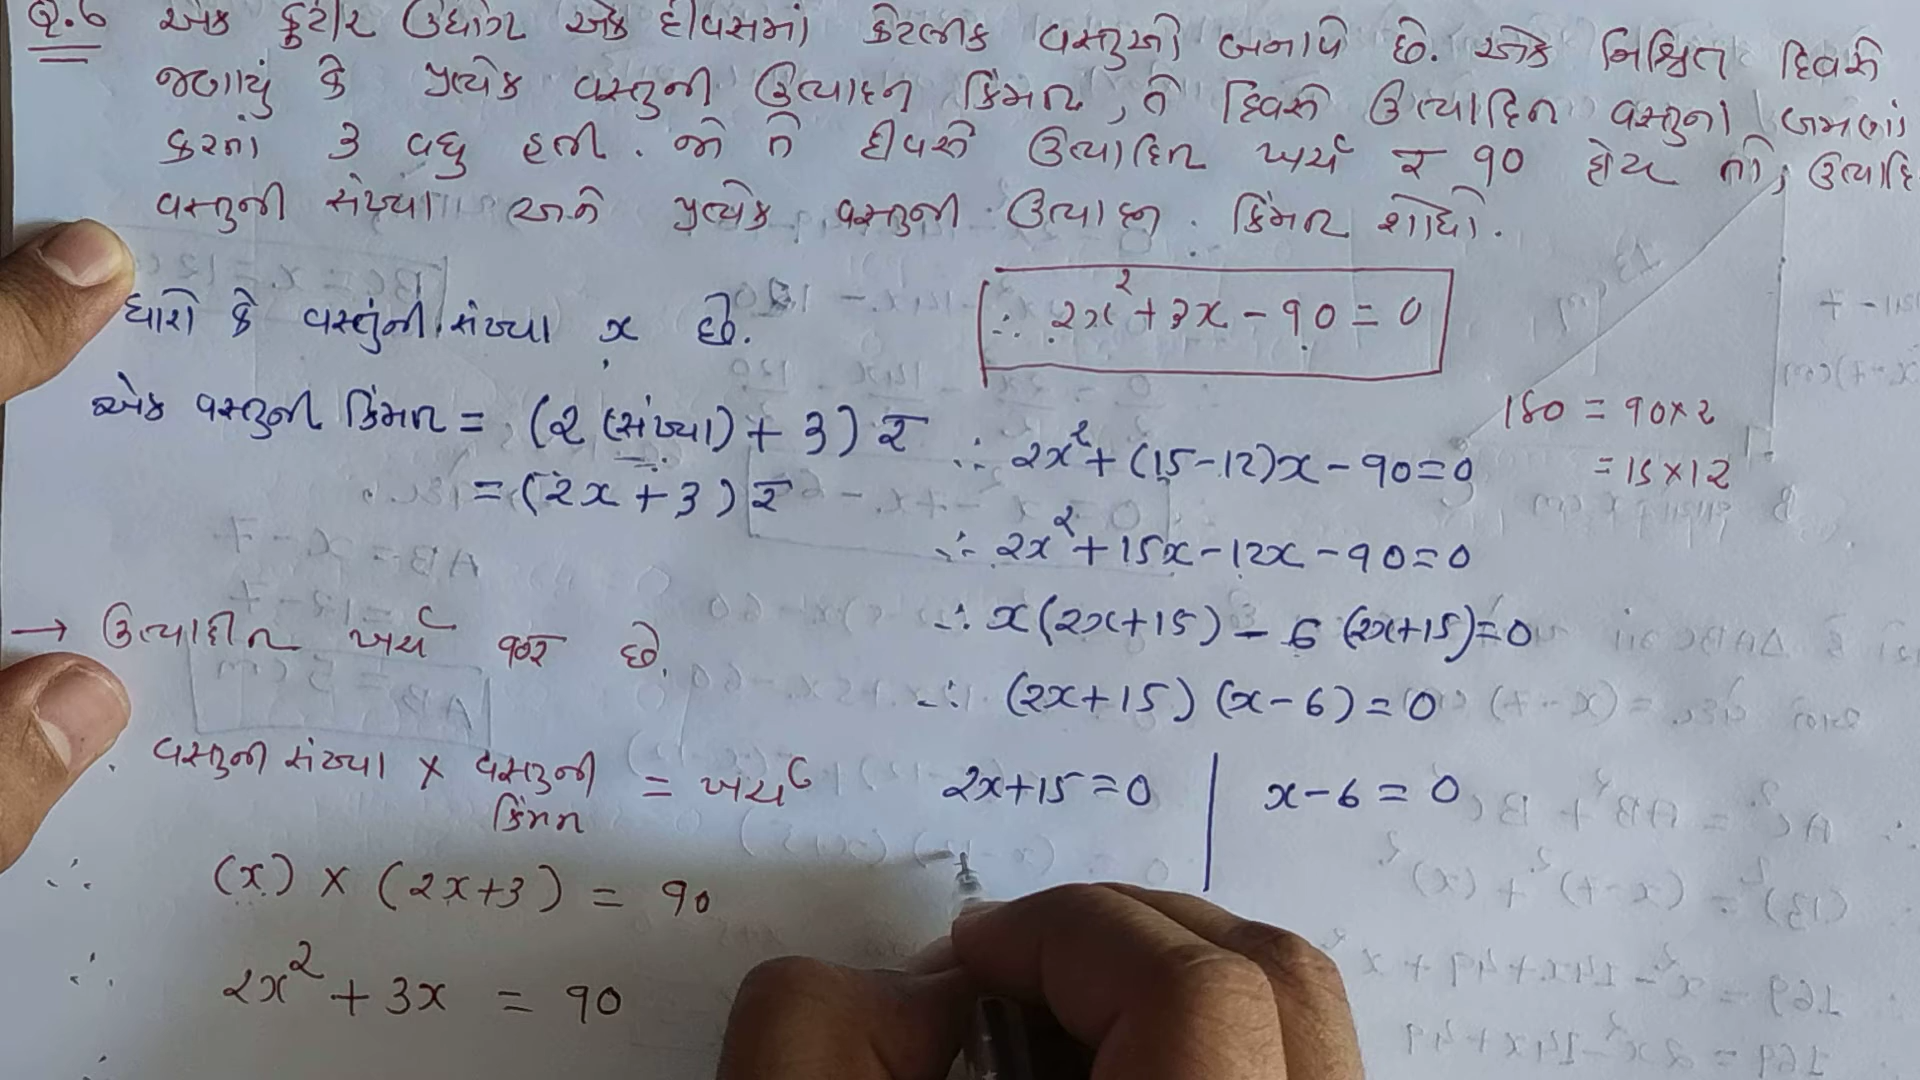 Q.6 એક કુટીર ઉદ્યોગ એક દીવસમાં કેટલીક વસ્તુઓ બનાવે છે. એક નિશ્ચિત દિવસે
જણાયું કે પ્રત્યેક વસ્તુની ઉત્પાદન કિંમત, તે દિવસે ઉત્પાદિત વસ્તુના બમણાં
કરતાં 3 વધુ હતી. જો તે દીવસે ઉત્પાદિત ખર્ચ ₹ 90 હોય તો, ઉત્પાદિ
વસ્તુની સંખ્યા અને પ્રત્યેક વસ્તુની ઉત્પાદન કિંમત શોધો.
ધારો કે વસ્તુંની સંખ્યા x છે.
એક વસ્તુની કિંમત = (2 (સંખ્યા) + 3) ₹
= (2x + 3) ₹
→ ઉત્પાદીત ખર્ચ ૯૦₹ છે.
વસ્તુની સંખ્યા × વસ્તુની કિંમત = ખર્ચ
∴ (x) × (2x+3) = 90
∴ 2x² + 3x = 90
∴ 2x² + 3x - 90 = 0
180 = 90×2
= 15×12
∴ 2x² + (15-12)x - 90 = 0
∴ 2x² + 15x - 12x - 90 = 0
∴ x(2x+15) - 6 (2x+15) = 0
∴ (2x+15) (x-6) = 0
2x+15 = 0 | x-6 = 0